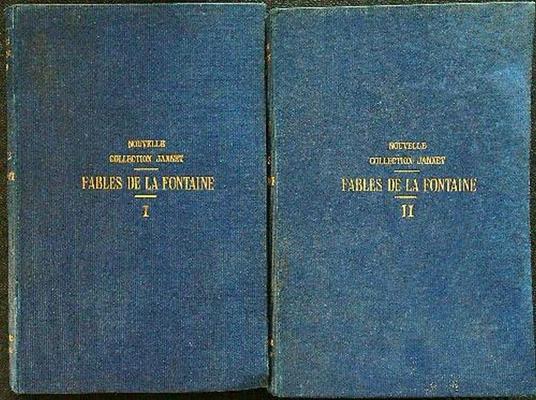 NOUVELLE
COLLECTION JANNET
FABLES DE LA FONTAINE
I
NOUVELLE
COLLECTION JANNET
FABLES DE LA FONTAINE
II